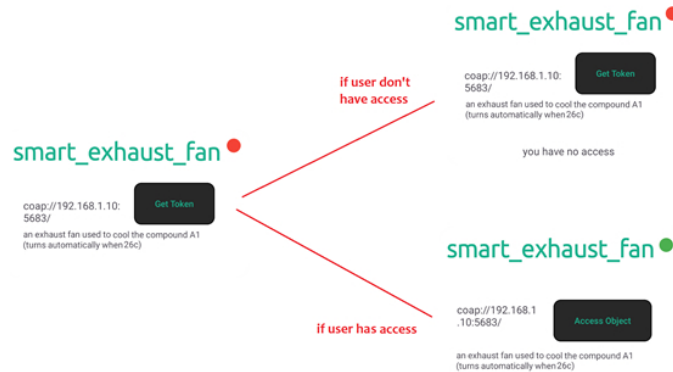 smart_exhaust_fan
coap://192.168.1.10:
5683/
Get Token
an exhaust fan used to cool the compound A1
(turns automatically when 26c)
if user don't
have access
smart_exhaust_fan
coap://192.168.1.10:
5683/
Get Token
an exhaust fan used to cool the compound A1
(turns automatically when 26c)
you have no access
if user has access
smart_exhaust_fan
coap://192.168.1
.10:5683/
Access Object
an exhaust fan used to cool the compound A1
(turns automatically when 26c)